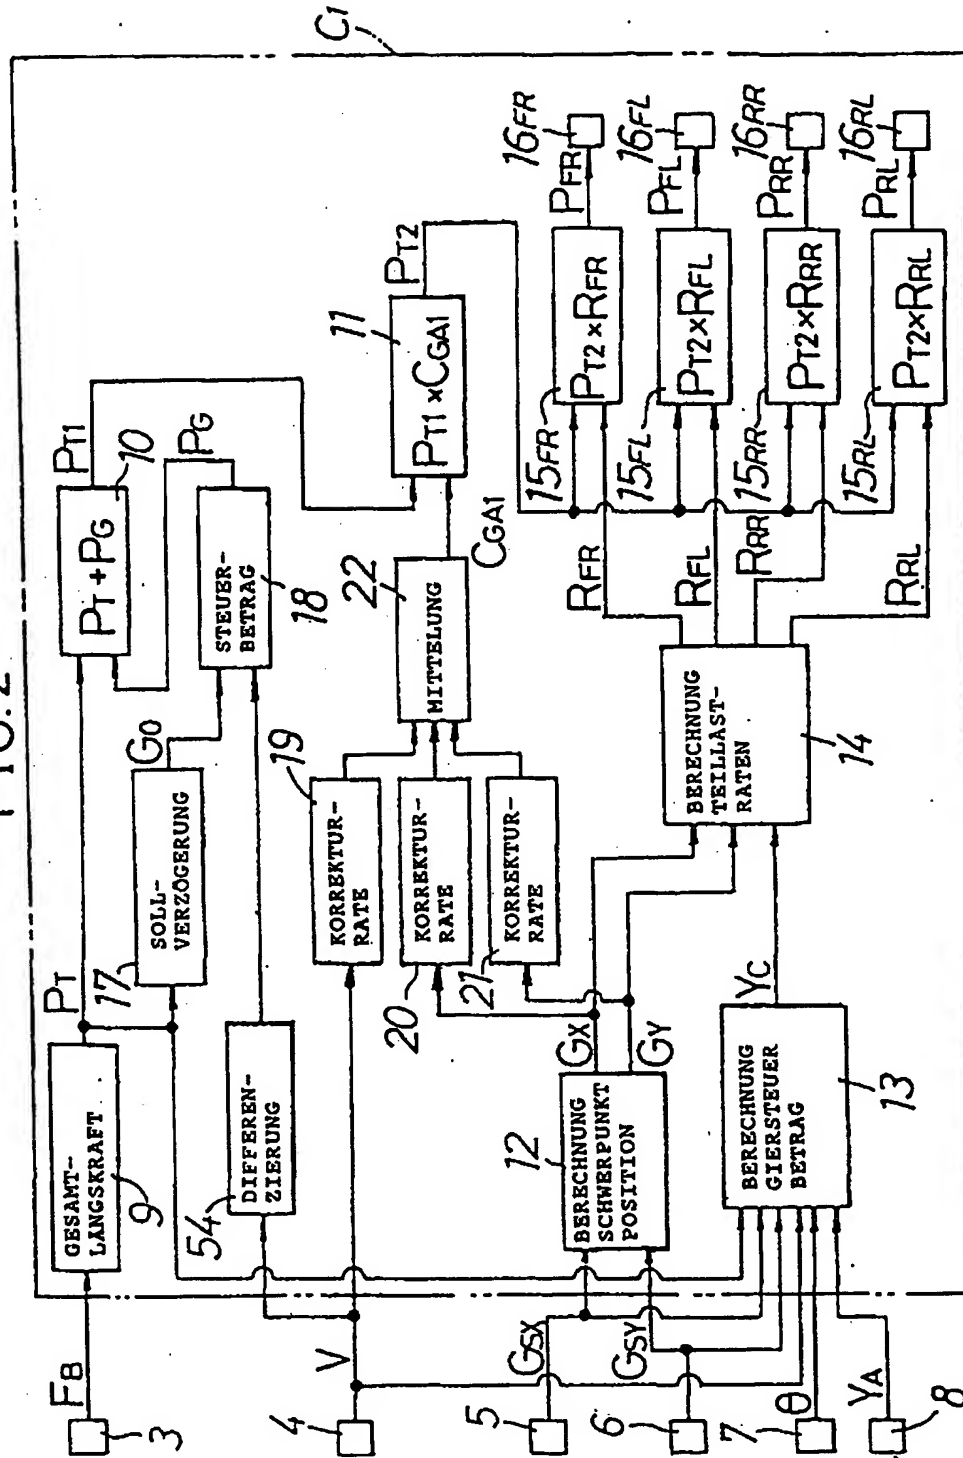 FIG. 2
C1
3
FB
GESAMT-
LÄNGSKRAFT
9
PT
17
SOLL-
VERZÖGERUNG
GO
PT + PG
10
PT1
PG
STEUER-
BETRAG
18
54
DIFFEREN-
ZIERUNG
4
V
KORREKTUR-
RATE
19
KORREKTUR-
RATE
20
KORREKTUR-
RATE
21
MITTELUNG
22
CGA1
PT1 × CGA1
11
PT2
5
GSX
6
GSY
7
θ
8
YA
BERECHNUNG
SCHWERPUNKT
POSITION
12
GX
GY
BERECHNUNG
GIERSTEUER
BETRAG
13
YC
BERECHNUNG
TEILLAST-
RATEN
14
RFR
RFL
RRR
RRL
15FR
PT2 × RFR
PFR
16FR
15FL
PT2×RFL
PFL
16FL
15RR
PT2×RRR
PRR
16RR
15RL
PT2×RRL
PRL
16RL